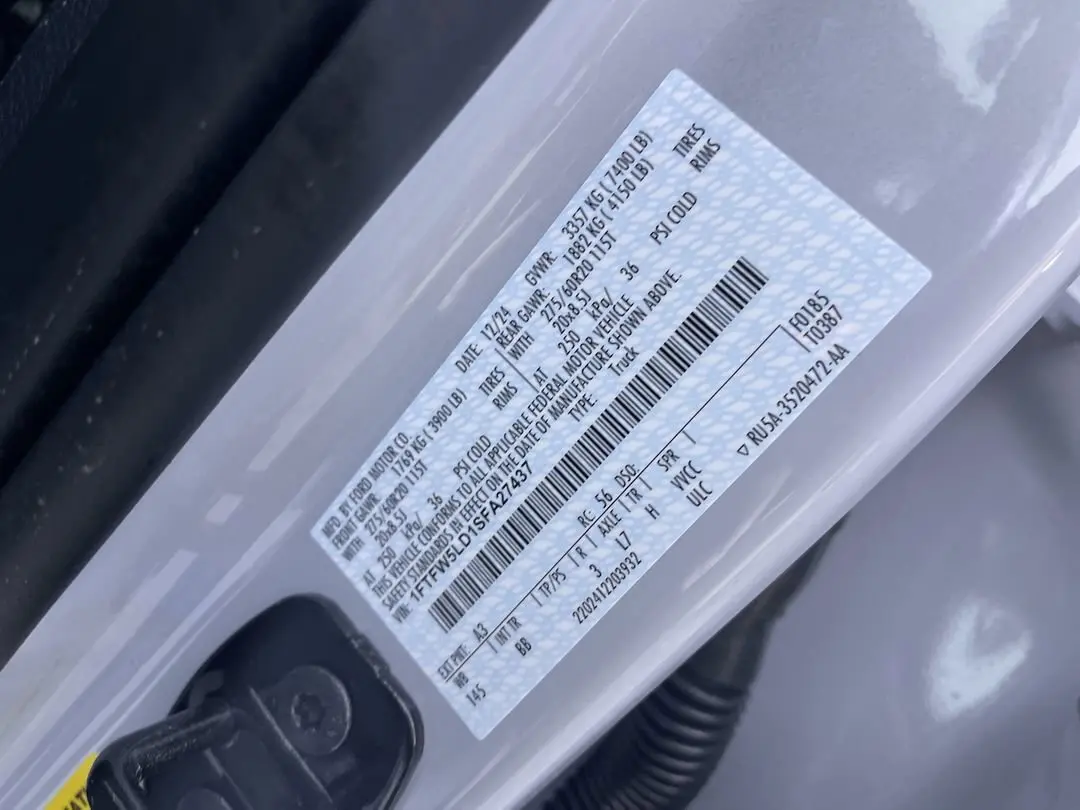 MFD. BY FORD MOTOR CO. DATE: 12/24 GVWR: 3357 KG ( 7400 LB)
FRONT GAWR: 1769 KG ( 3900 LB) REAR GAWR: 1882 KG ( 4150 LB)
WITH 275/60R20 115T TIRES WITH 275/60R20 115T TIRES
20x8.5J RIMS 20x8.5J RIMS
AT 250 kPa/ 36 PSI COLD AT 250 kPa/ 36 PSI COLD
THIS VEHICLE CONFORMS TO ALL APPLICABLE FEDERAL MOTOR VEHICLE
SAFETY STANDARDS IN EFFECT ON THE DATE OF MANUFACTURE SHOWN ABOVE.
VIN: 1FTFW5LD1SFA27437 TYPE: Truck
EXT PNT: A3 RC: 56 DSO: F0185
WB INT TR TP/PS R AXLE TR SPR T0387
145 BB 3 L7 H VVCC
2202412203932 ULC
▽ RU5A-3520472-AA